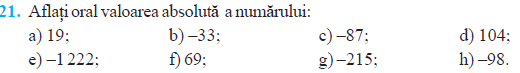 21. Aflați oral valoarea absolută a numărului:
a) 19; b) –33; c) –87; d) 104;
e) –1 222; f) 69; g) –215; h) –98.